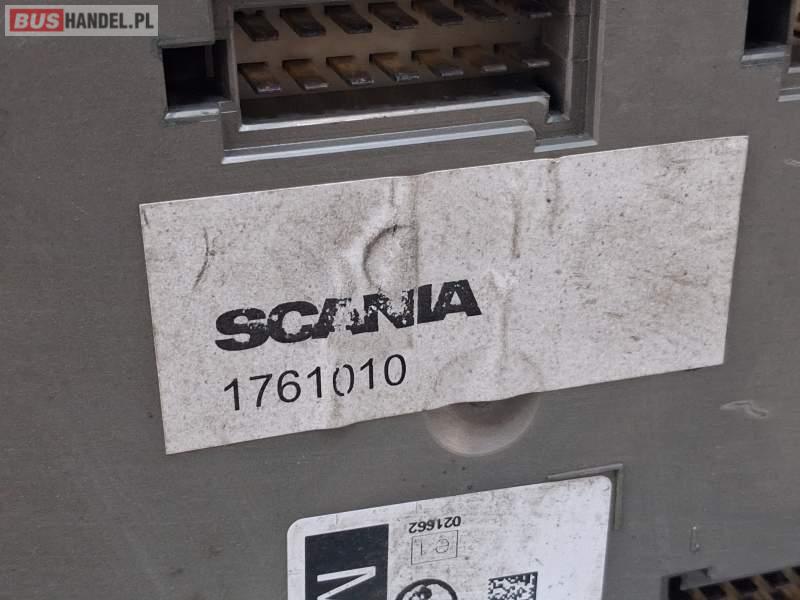 BUSHANDEL.PL
SCANIA
1761010
021662
e1